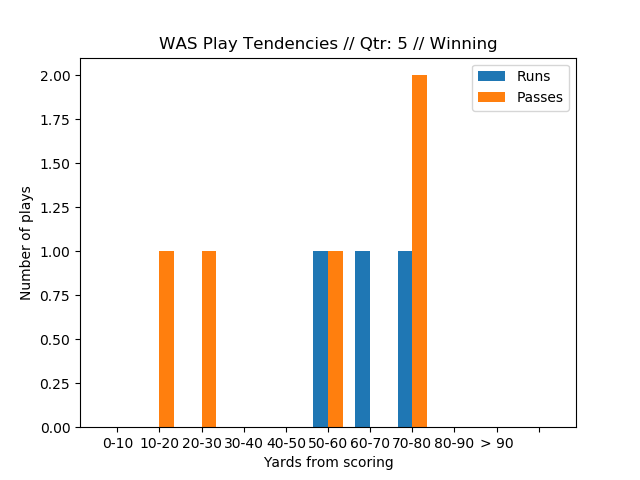 WAS Play Tendencies // Qtr: 5 // Winning
Runs
Passes
2.00
1.75
1.50
1.25
1.00
0.75
0.50
0.25
0.00
Number of plays
0-10 10-20 20-30 30-40 40-50 50-60 60-70 70-80 80-90 > 90
Yards from scoring